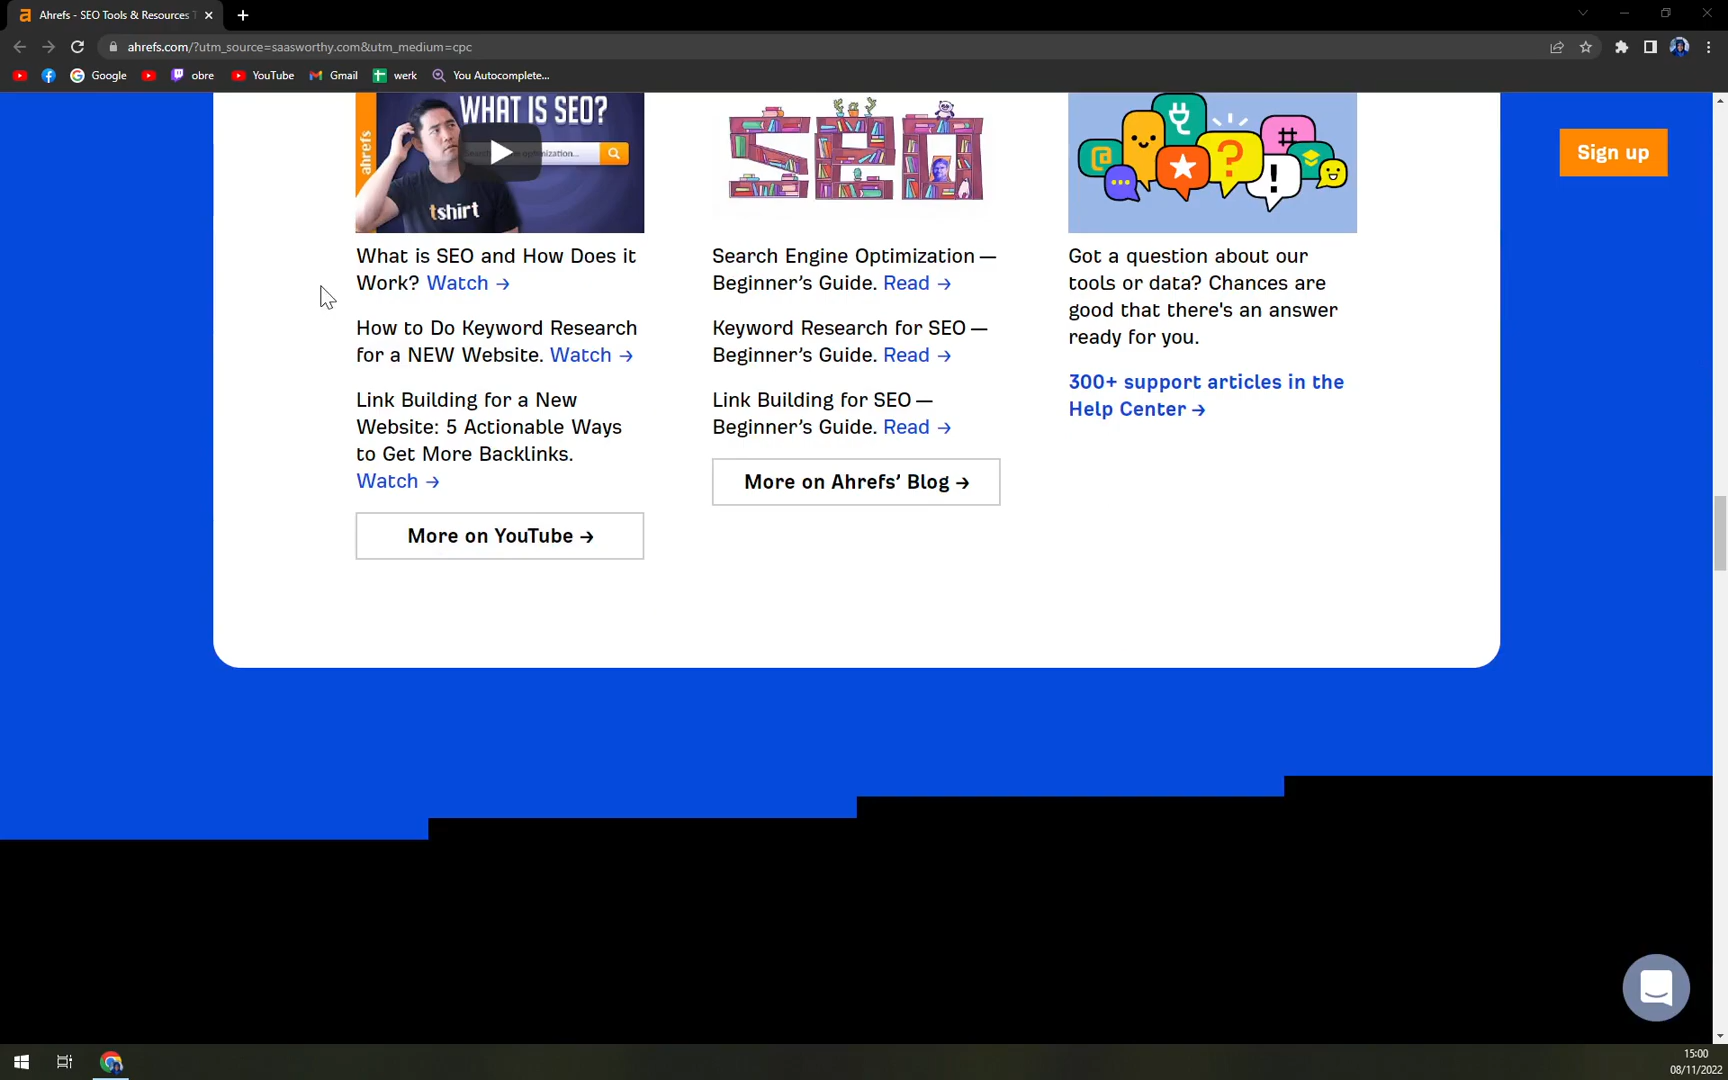 Ahrefs - SEO Tools & Resources T
ahrefs.com/?utm_source=saasworthy.com&utm_medium=cpc
Google
obre
YouTube
Gmail
werk
You Autocomplete...
ahrefs
WHAT IS SEO?
tshirt
SEO
@
#
?
!
Sign up
What is SEO and How Does it
Work? Watch →
How to Do Keyword Research
for a NEW Website. Watch →
Link Building for a New
Website: 5 Actionable Ways
to Get More Backlinks.
Watch →
More on YouTube →
Search Engine Optimization —
Beginner’s Guide. Read →
Keyword Research for SEO —
Beginner’s Guide. Read →
Link Building for SEO —
Beginner’s Guide. Read →
More on Ahrefs’ Blog →
Got a question about our
tools or data? Chances are
good that there's an answer
ready for you.
300+ support articles in the
Help Center →
15:00
08/11/2022